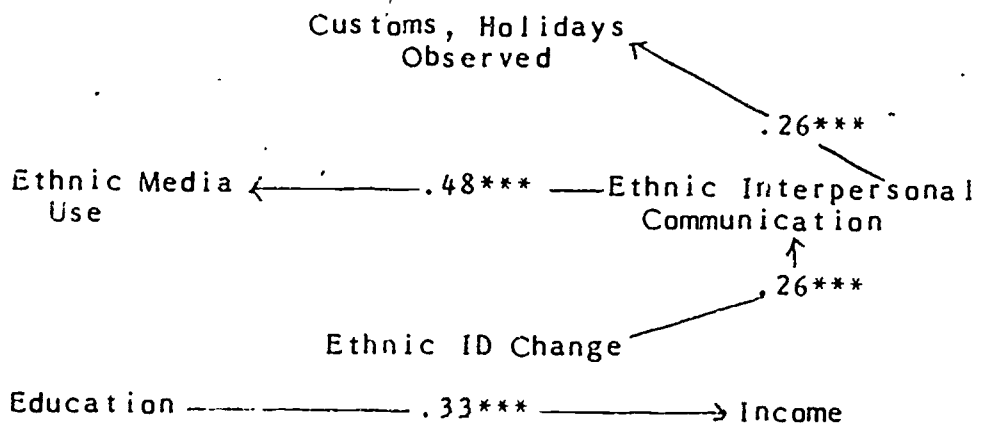 Customs, Holidays
Observed
.26***
Ethnic Media .48*** Ethnic Interpersonal
Use Communication
.26***
Ethnic ID Change
Education .33*** Income